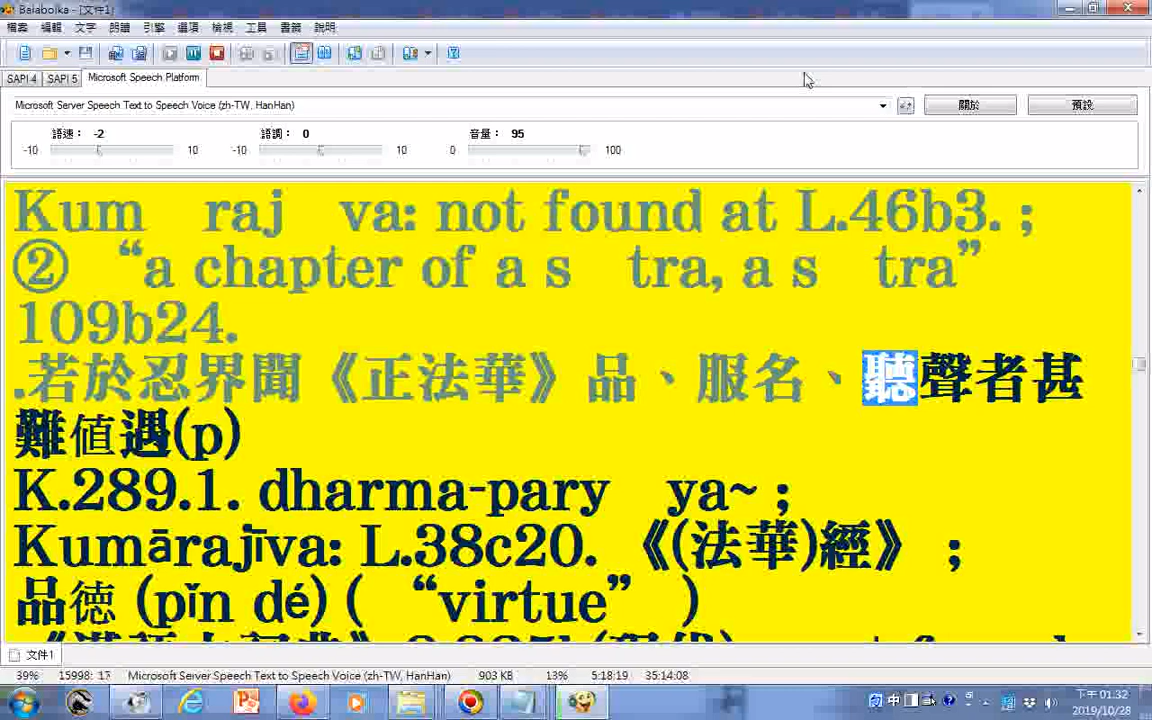 Balabolka - [文件1]
檔案 編輯 文字 朗讀 引擎 選項 檢視 工具 書籤 說明
SAPI 4 SAPI 5 Microsoft Speech Platform
Microsoft Server Speech Text to Speech Voice (zh-TW, HanHan) 關於 預設
語速： -2 語調： 0 音量： 95
-10 10 -10 10 0 100
Kum raj va: not found at L.46b3. ;
② “a chapter of a s tra, a s tra”
109b24.
.若於忍界聞《正法華》品、服名、聽聲者甚
難値遇(p)
K.289.1. dharma-pary ya~ ;
Kumārajīva: L.38c20. 《(法華)經》 ;
品徳 (pǐn dé) ( “virtue” )
文件1
39% 15998: 17 Microsoft Server Speech Text to Speech Voice (zh-TW, HanHan) 903 KB 13% 5:18:19 35:14:08
中 下午 01:32
2019/10/28